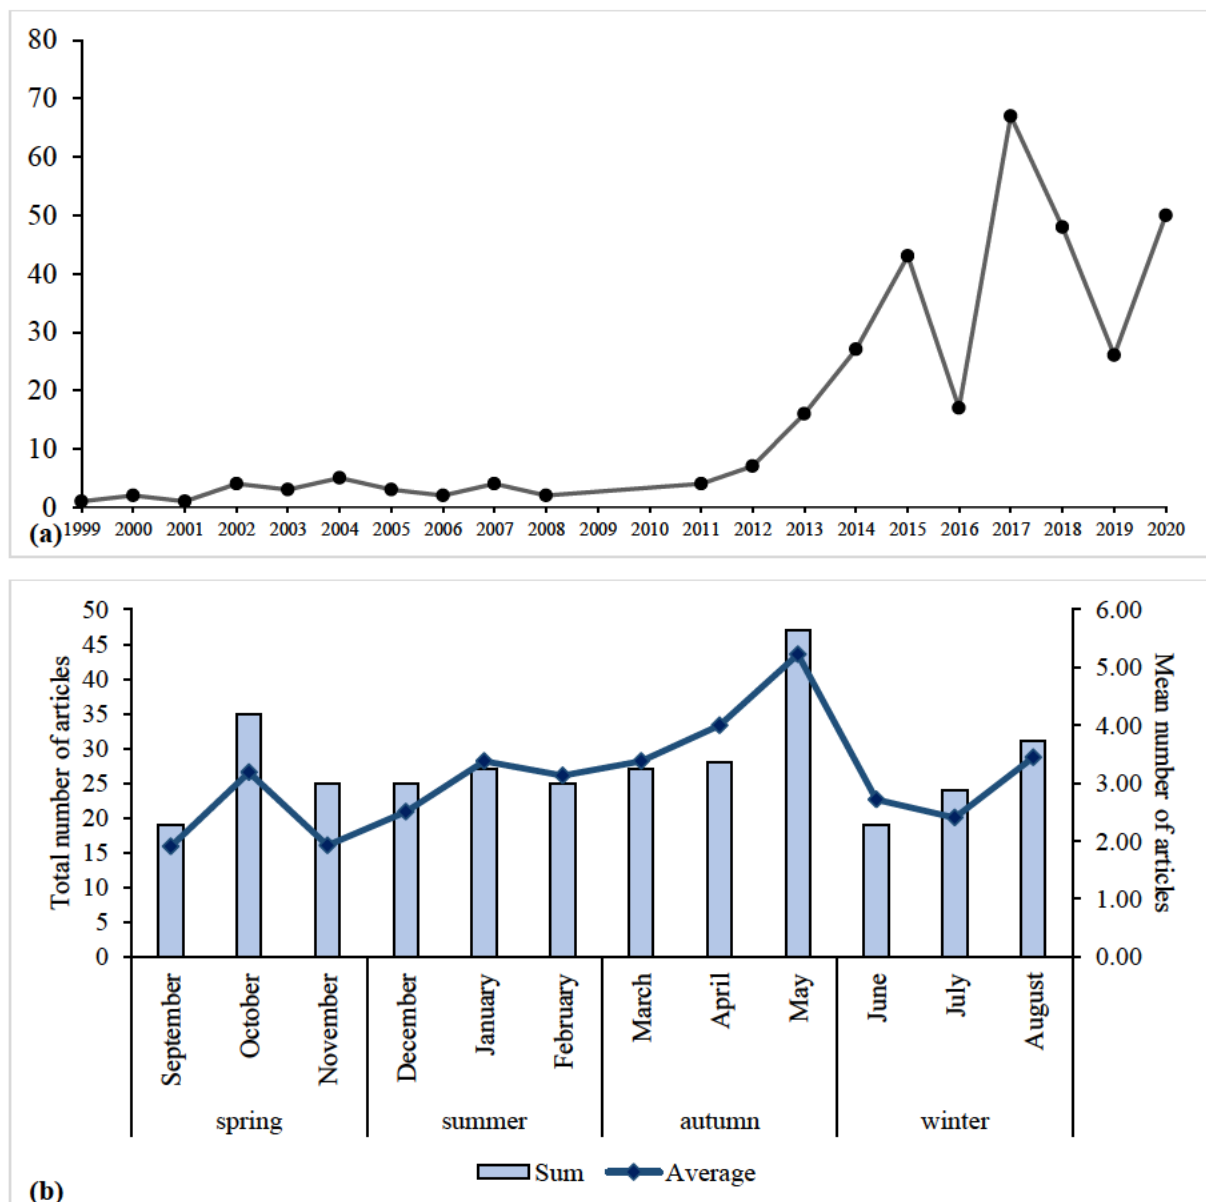 80
70
60
50
40
30
20
10
0
1999 2000 2001 2002 2003 2004 2005 2006 2007 2008 2009 2010 2011 2012 2013 2014 2015 2016 2017 2018 2019 2020
(a)
50 6.00
45
40 5.00
35
30 4.00
25 3.00
20
15 2.00
10
5 1.00
0 0.00
Total number of articles
Mean number of articles
September October November December January February March April May June July August
spring summer autumn winter
Sum Average
(b)